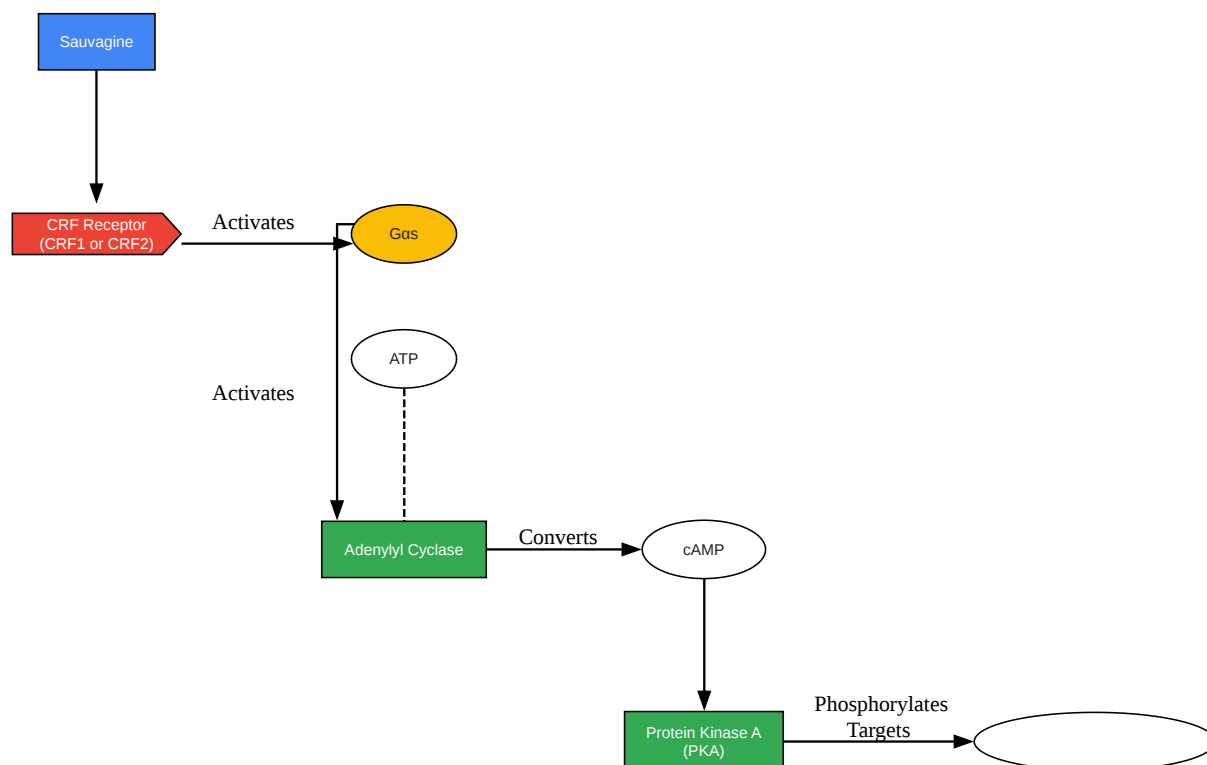 Sauvagine
CRF Receptor
(CRF1 or CRF2)
Activates
Gαs
ATP
Activates
Adenylyl Cyclase
Converts
cAMP
Protein Kinase A
(PKA)
Phosphorylates
Targets